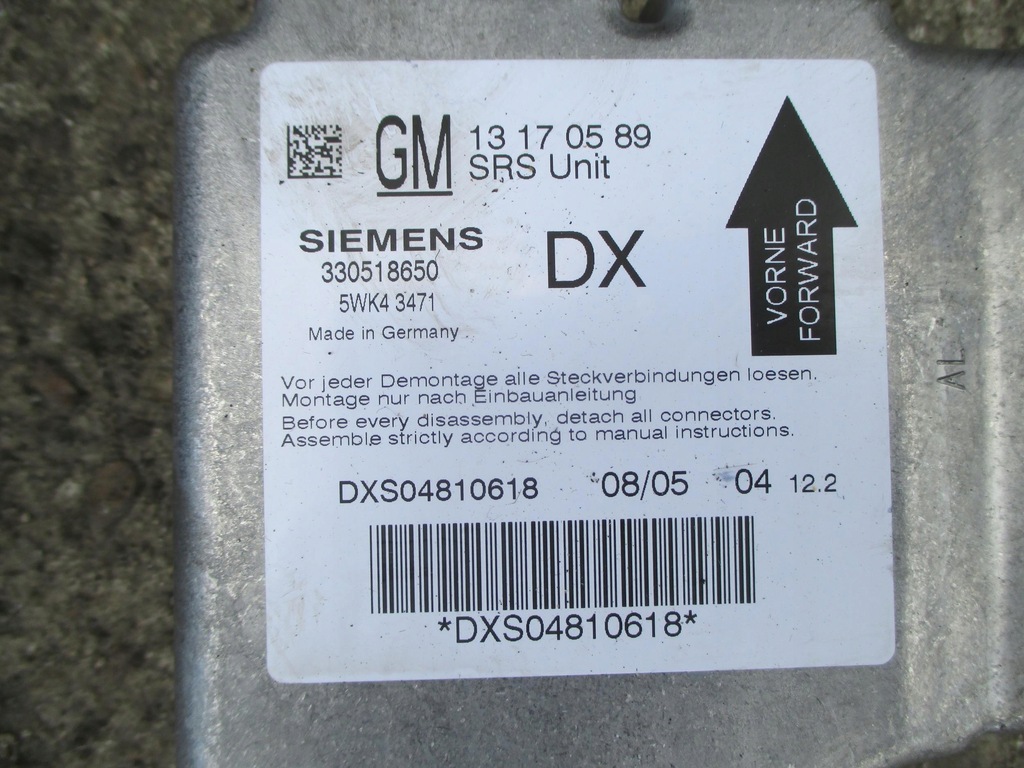 GM 13 17 05 89
SRS Unit
SIEMENS
DX
330518650
5WK4 3471
Made in Germany
VORNE
FORWARD
Vor jeder Demontage alle Steckverbindungen loesen.
Montage nur nach Einbauanleitung
Before every disassembly, detach all connectors.
Assemble strictly according to manual instructions.
DXS04810618 08/05 04 12.2
*DXS04810618*
AL